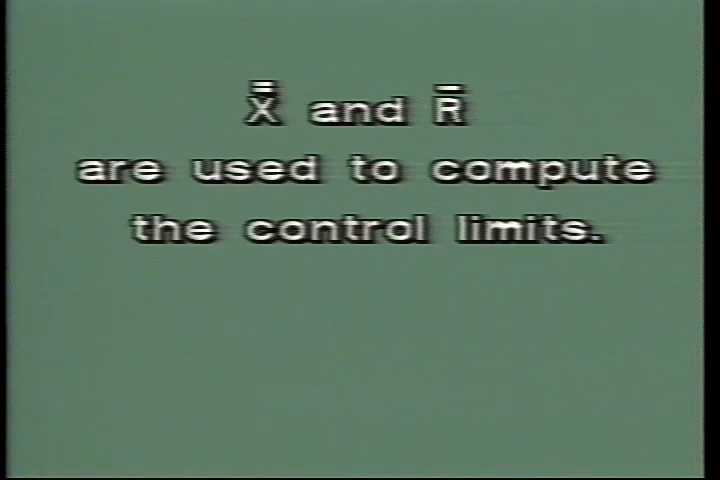 X̿ and R̄
are used to compute
the control limits.